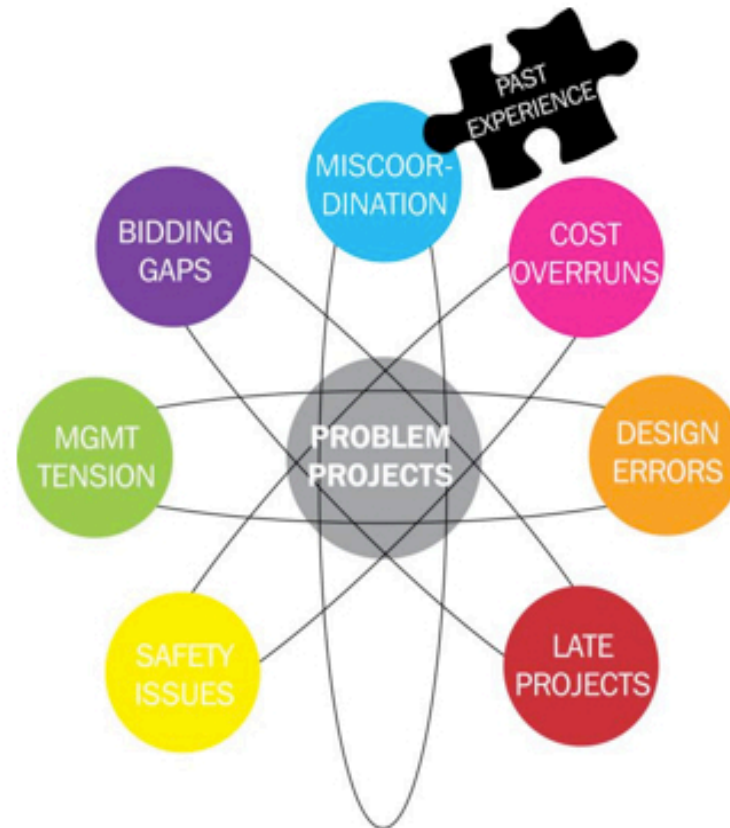 PAST
EXPERIENCE
MISCOOR-
DINATION
BIDDING
GAPS
COST
OVERRUNS
MGMT
TENSION
PROBLEM
PROJECTS
DESIGN
ERRORS
SAFETY
ISSUES
LATE
PROJECTS